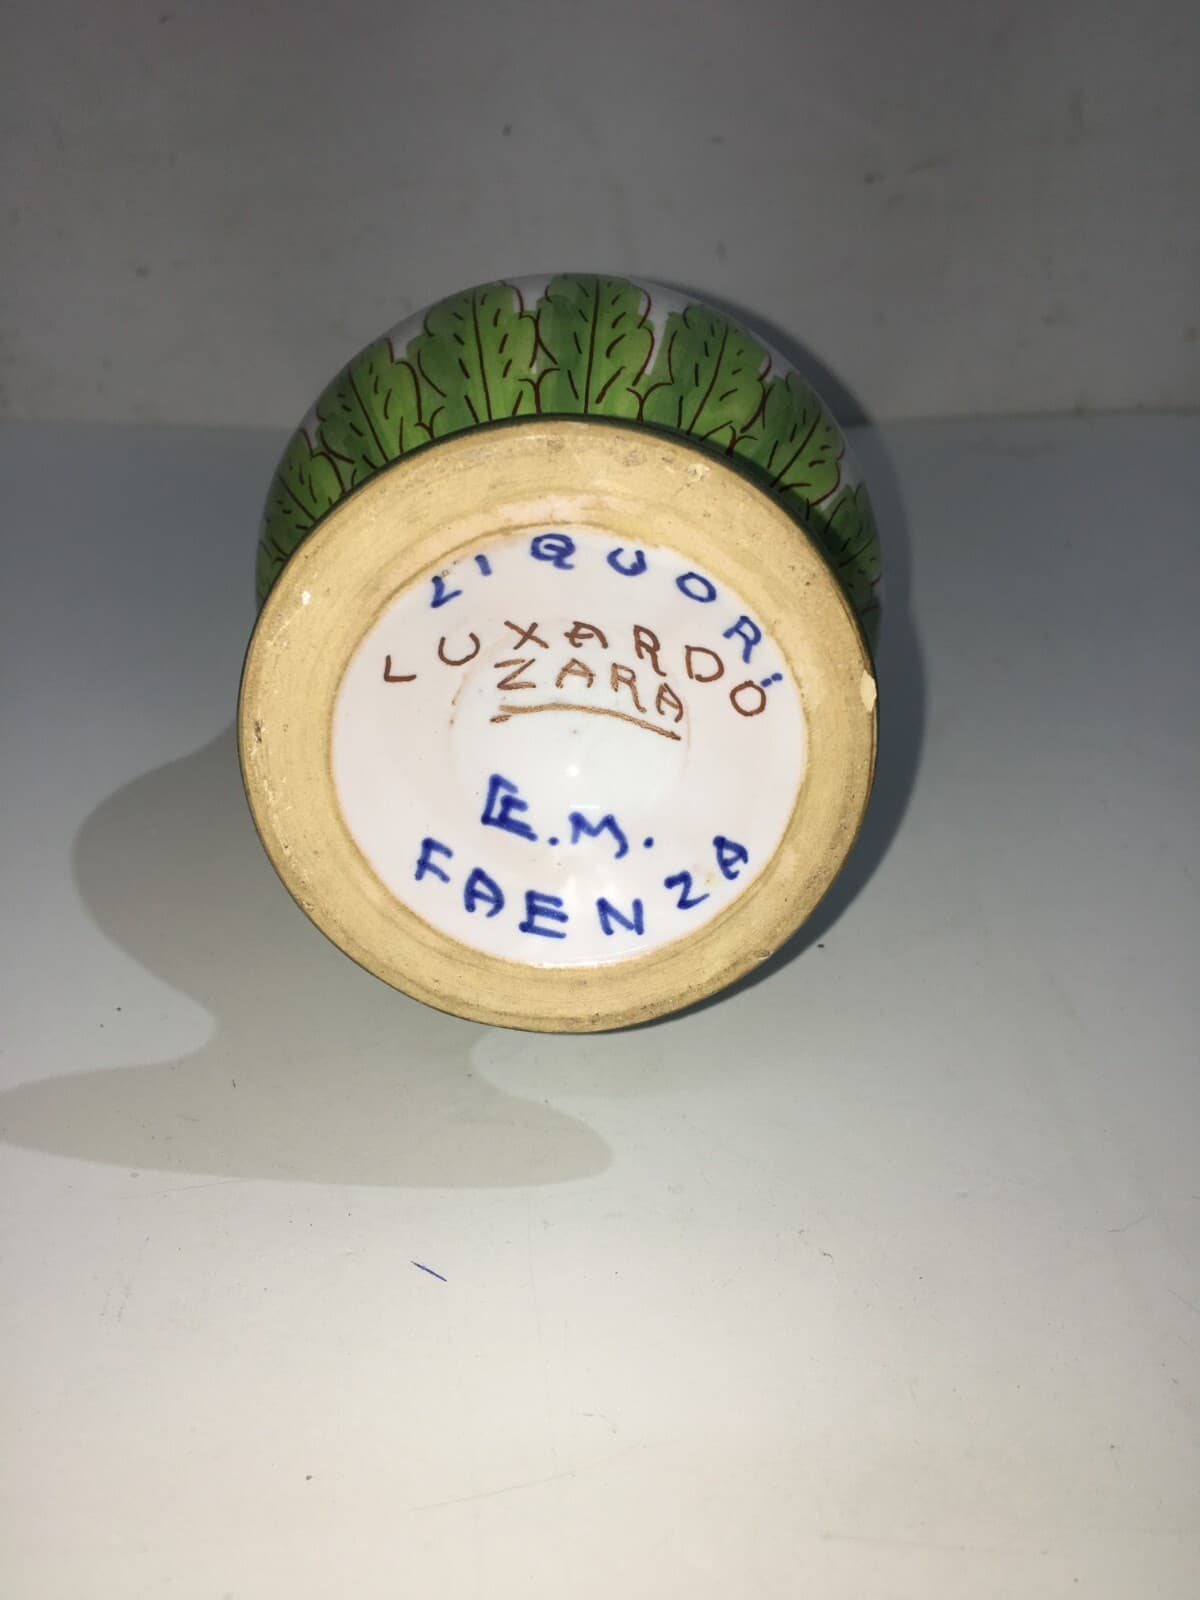 LIQUORI
LUXARDO
ZARA
E.M.
FAENZA